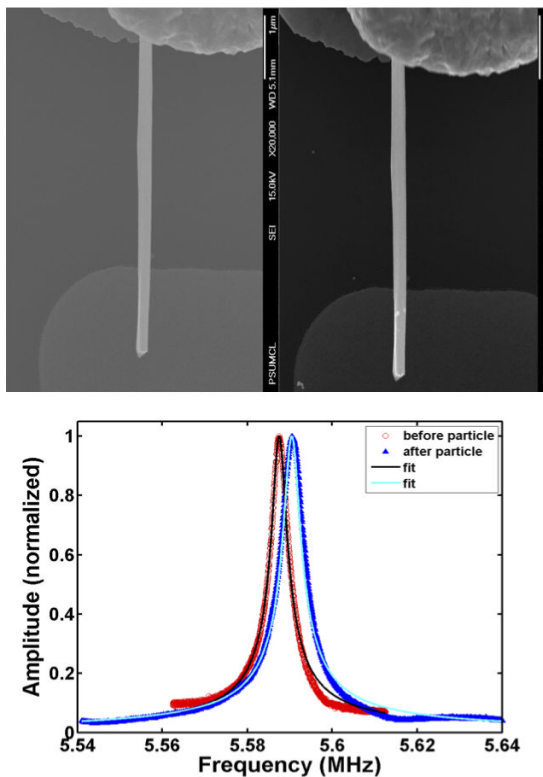 1μm
WD 5.1mm
X20,000
15.0kV
SEI
PSUMCL
before particle
after particle
fit
fit
1
0.8
0.6
0.4
0.2
0
Amplitude (normalized)
5.54 5.56 5.58 5.6 5.62 5.64
Frequency (MHz)